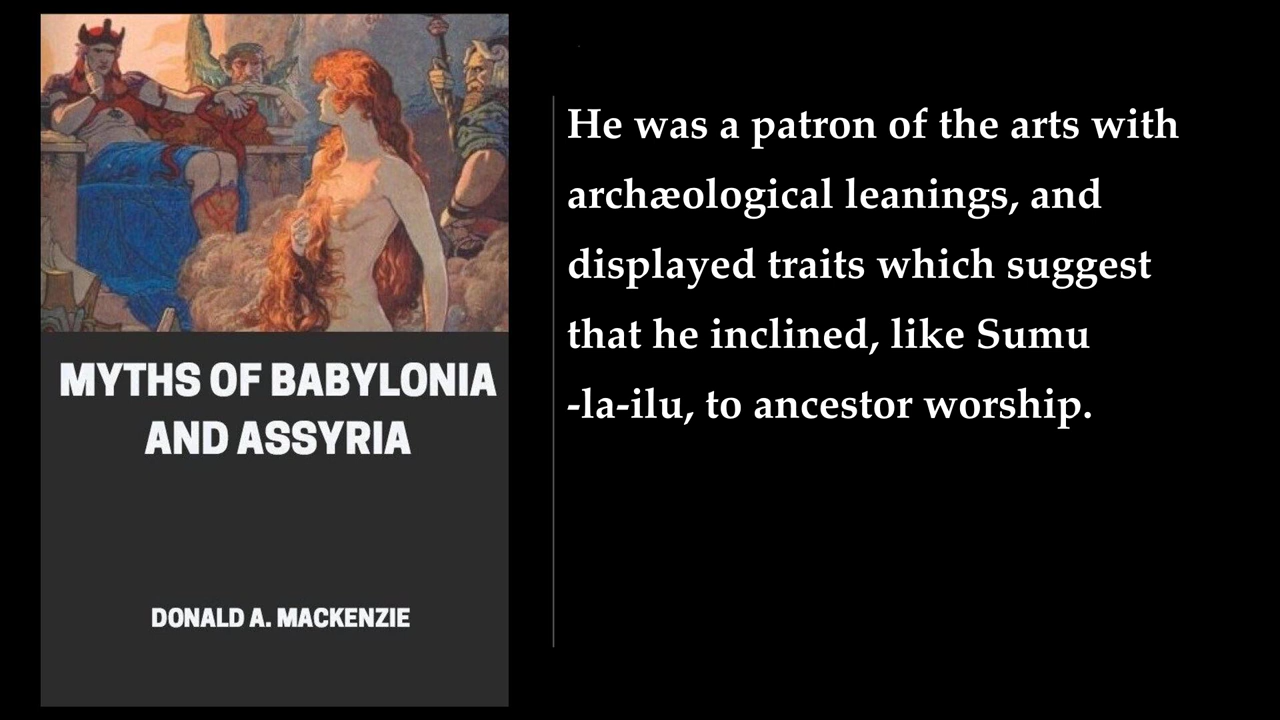 MYTHS OF BABYLONIA
AND ASSYRIA
DONALD A. MACKENZIE
He was a patron of the arts with
archæological leanings, and
displayed traits which suggest
that he inclined, like Sumu
-la-ilu, to ancestor worship.